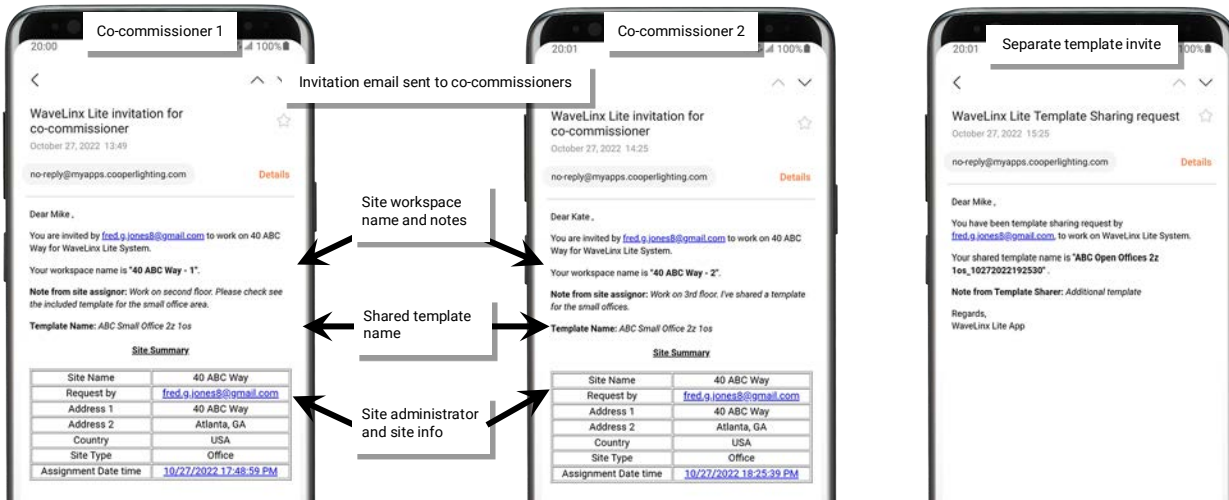 Co-commissioner 1
20:00
100%
Invitation email sent to co-commissioners
WaveLinx Lite invitation for
co-commissioner
October 27, 2022 13:49
no-reply@myapps.cooperlighting.com
Details
Dear Mike ,
You are invited by fred.g.jones8@gmail.com to work on 40 ABC
Way for WaveLinx Lite System.
Your workspace name is "40 ABC Way - 1".
Note from site assignor: Work on second floor. Please check see
the included template for the small office area.
Template Name: ABC Small Office 2z 1os
Site Summary
Site Name 40 ABC Way
Request by fred.g.jones8@gmail.com
Address 1 40 ABC Way
Address 2 Atlanta, GA
Country USA
Site Type Office
Assignment Date time 10/27/2022 17:48:59 PM
Site workspace
name and notes
Shared template
name
Site administrator
and site info
Co-commissioner 2
20:01
100%
WaveLinx Lite invitation for
co-commissioner
October 27, 2022 14:25
no-reply@myapps.cooperlighting.com
Details
Dear Kate ,
You are invited by fred.g.jones8@gmail.com to work on 40 ABC
Way for WaveLinx Lite System.
Your workspace name is "40 ABC Way - 2".
Note from site assignor: Work on 3rd floor. I've shared a template
for the small offices.
Template Name: ABC Small Office 2z 1os
Site Summary
Site Name 40 ABC Way
Request by fred.g.jones8@gmail.com
Address 1 40 ABC Way
Address 2 Atlanta, GA
Country USA
Site Type Office
Assignment Date time 10/27/2022 18:25:39 PM
Separate template invite
20:01
100%
WaveLinx Lite Template Sharing request
October 27, 2022 15:25
no-reply@myapps.cooperlighting.com
Details
Dear Mike ,
You have been template sharing request by
fred.g.jones8@gmail.com, to work on WaveLinx Lite System.
Your shared template name is "ABC Open Offices 2z
1os_10272022192530" .
Note from Template Sharer: Additional template
Regards,
WaveLinx Lite App